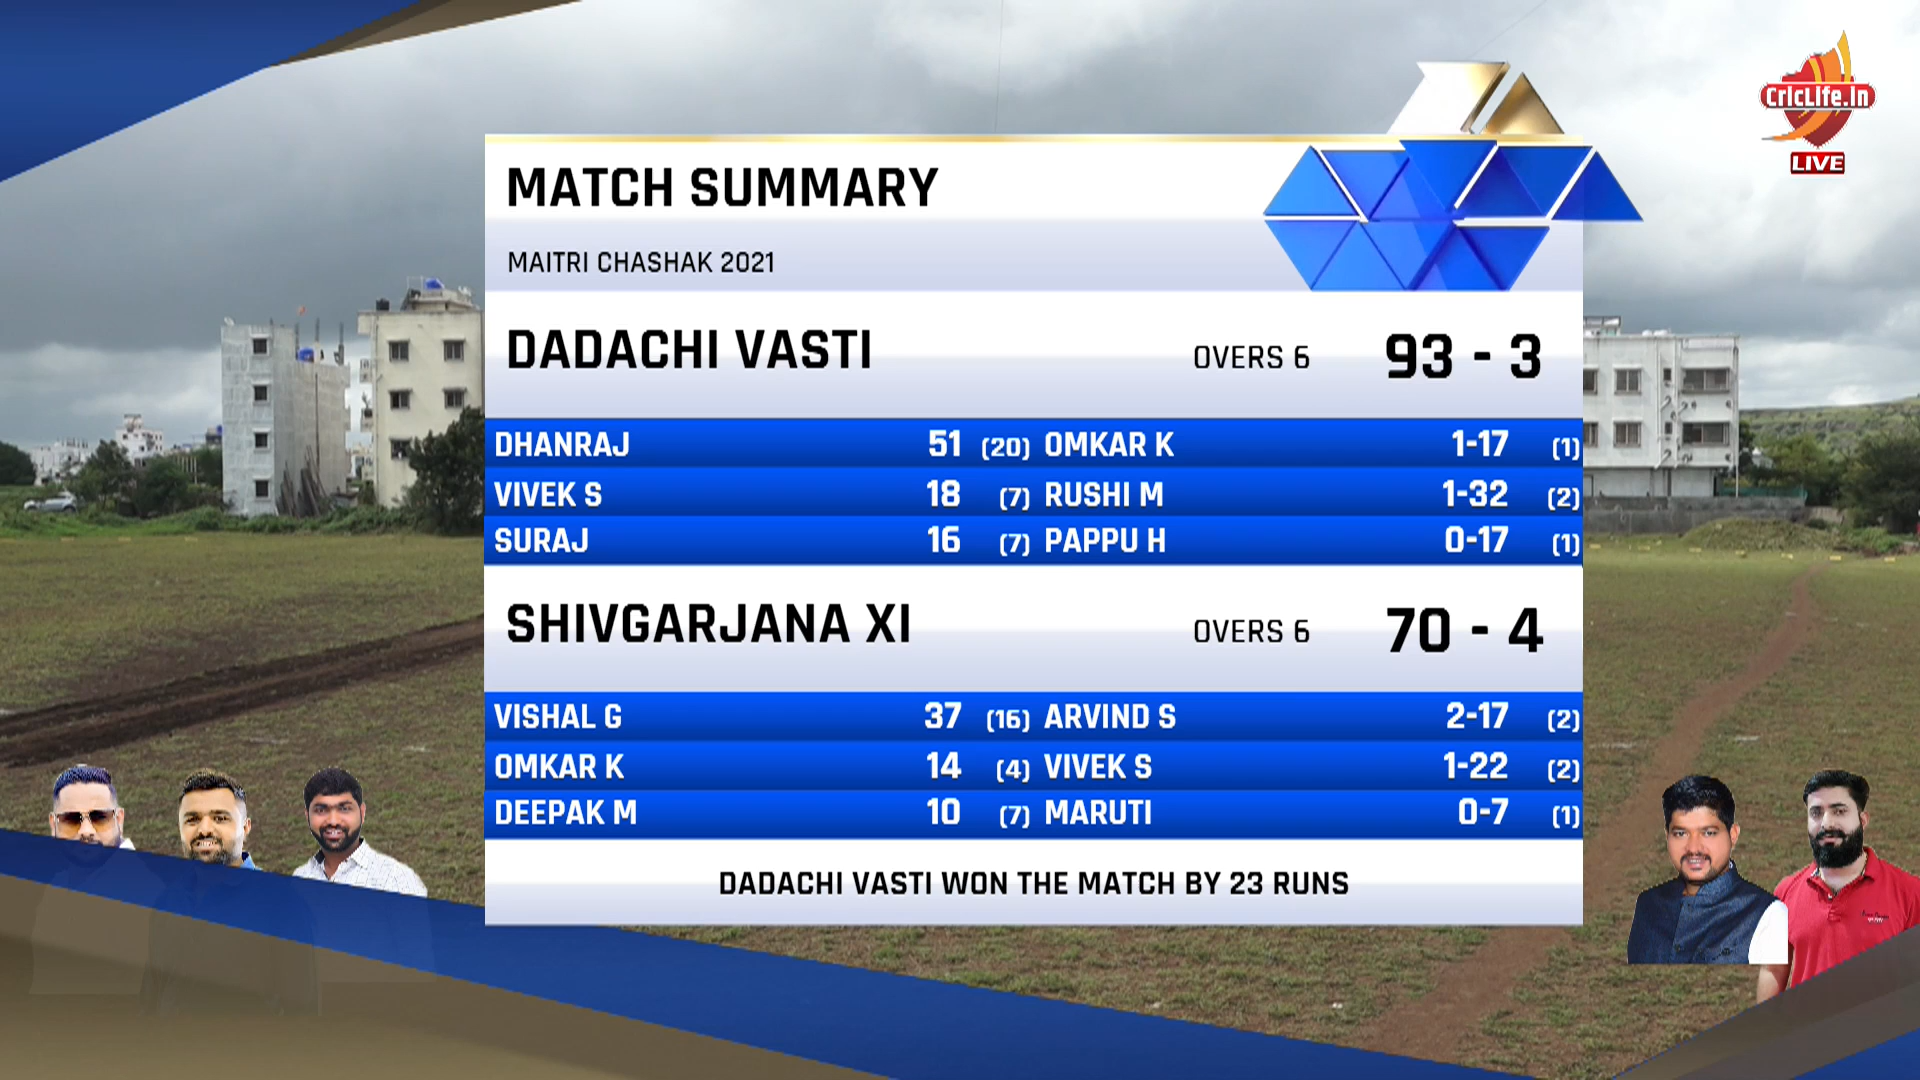 CricLife.in
LIVE
MATCH SUMMARY
MAITRI CHASHAK 2021
DADACHI VASTI OVERS 6 93 - 3
DHANRAJ 51 (20) OMKAR K 1-17 (1)
VIVEK S 18 (7) RUSHI M 1-32 (2)
SURAJ 16 (7) PAPPU H 0-17 (1)
SHIVGARJANA XI OVERS 6 70 - 4
VISHAL G 37 (16) ARVIND S 2-17 (2)
OMKAR K 14 (4) VIVEK S 1-22 (2)
DEEPAK M 10 (7) MARUTI 0-7 (1)
DADACHI VASTI WON THE MATCH BY 23 RUNS